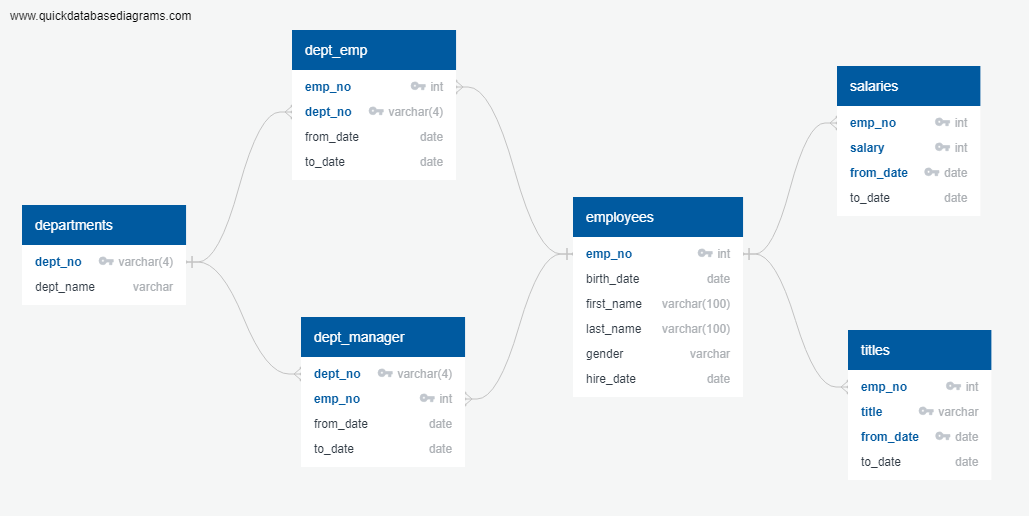 www.quickdatabasediagrams.com
dept_emp
emp_no int
dept_no varchar(4)
from_date date
to_date date
salaries
emp_no int
salary int
from_date date
to_date date
departments
dept_no varchar(4)
dept_name varchar
employees
emp_no int
birth_date date
first_name varchar(100)
last_name varchar(100)
gender varchar
hire_date date
dept_manager
dept_no varchar(4)
emp_no int
from_date date
to_date date
titles
emp_no int
title varchar
from_date date
to_date date